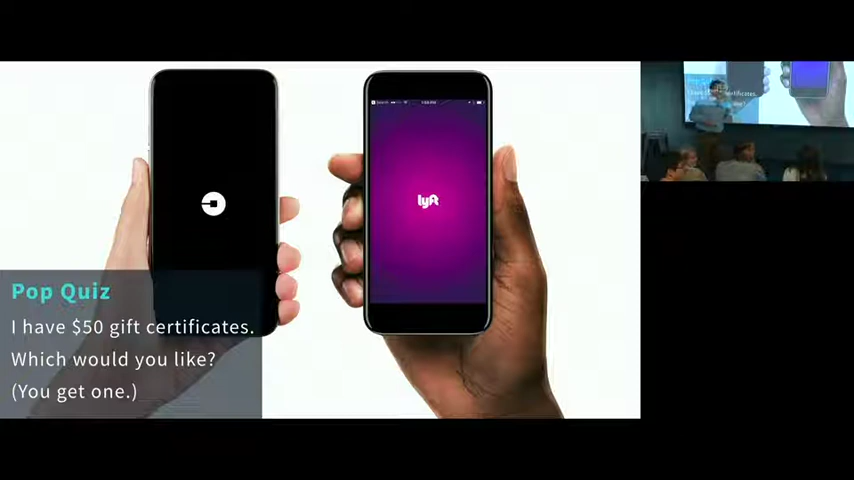 lyft
Pop Quiz
I have $50 gift certificates.
Which would you like?
(You get one.)